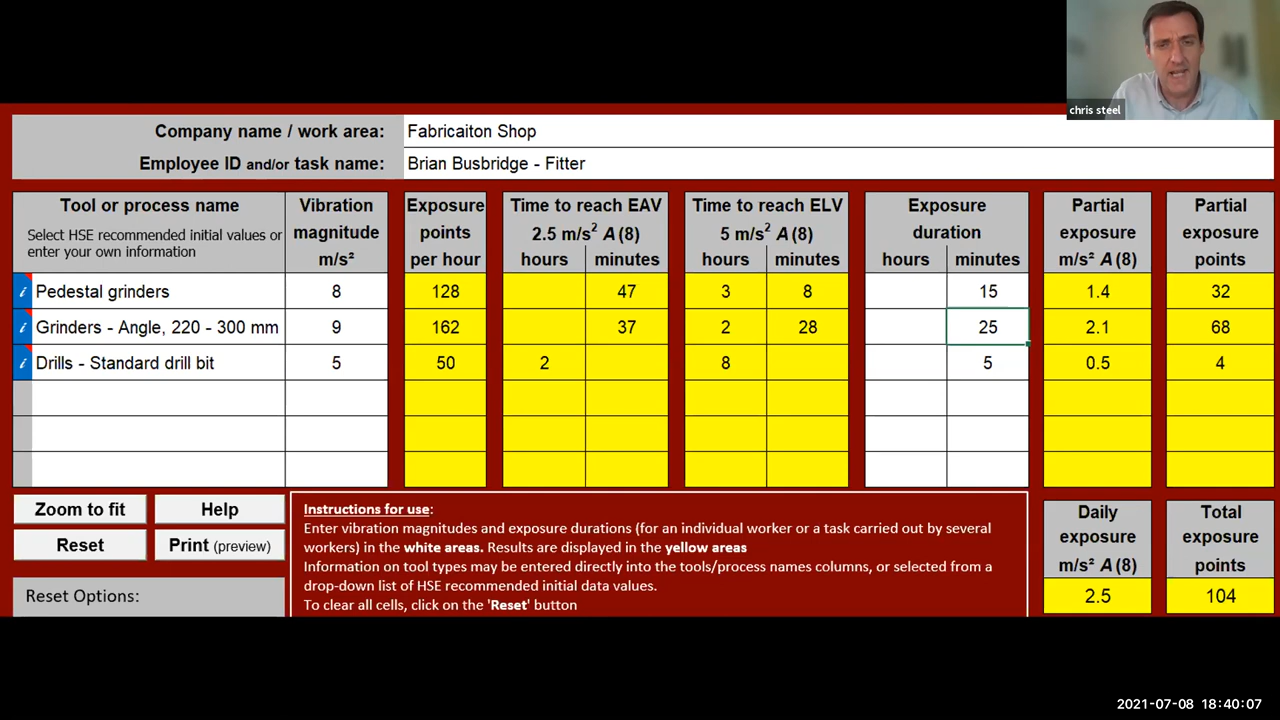 chris steel
Company name / work area: Fabricaiton Shop
Employee ID and/or task name: Brian Busbridge - Fitter
Tool or process name
Select HSE recommended initial values or
enter your own information
Vibration
magnitude
m/s²
Exposure
points
per hour
Time to reach EAV
2.5 m/s² A(8)
hours minutes
Time to reach ELV
5 m/s² A(8)
hours minutes
Exposure
duration
hours minutes
Partial
exposure
m/s² A(8)
Partial
exposure
points
i Pedestal grinders 8 128 47 3 8 15 1.4 32
i Grinders - Angle, 220 - 300 mm 9 162 37 2 28 25 2.1 68
i Drills - Standard drill bit 5 50 2 8 5 0.5 4
Zoom to fit Help
Reset Print (preview)
Reset Options:
Instructions for use:
Enter vibration magnitudes and exposure durations (for an individual worker or a task carried out by several
workers) in the white areas. Results are displayed in the yellow areas
Information on tool types may be entered directly into the tools/process names columns, or selected from a
drop-down list of HSE recommended initial data values.
To clear all cells, click on the 'Reset' button
Daily
exposure
m/s² A(8)
2.5
Total
exposure
points
104
2021-07-08 18:40:07